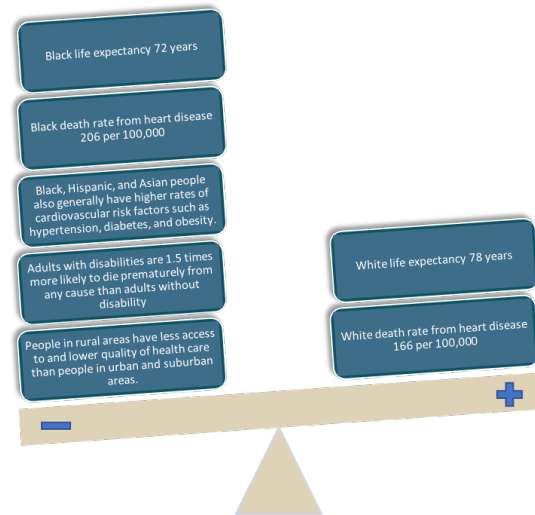 Black life expectancy 72 years
Black death rate from heart disease
206 per 100,000
Black, Hispanic, and Asian people
also generally have higher rates of
cardiovascular risk factors such as
hypertension, diabetes, and obesity.
Adults with disabilities are 1.5 times
more likely to die prematurely from
any cause than adults without
disability
People in rural areas have less access
to and lower quality of health care
than people in urban and suburban
areas.
White life expectancy 78 years
White death rate from heart disease
166 per 100,000